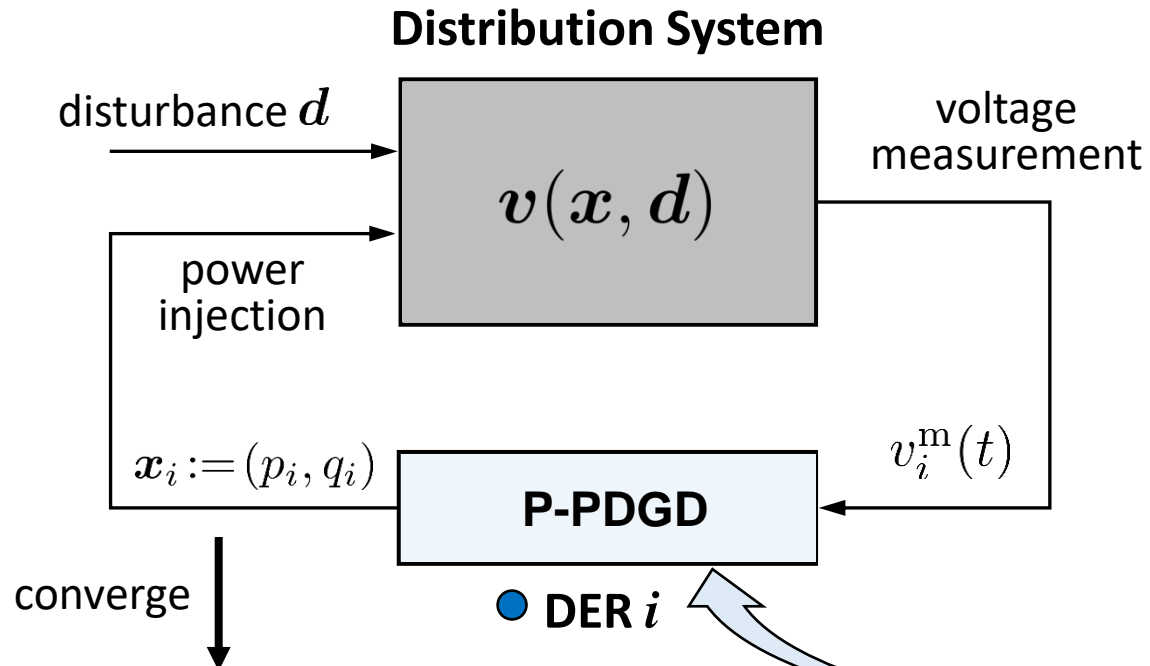 Distribution System
disturbance d
voltage
measurement
v(x, d)
power
injection
x_i := (p_i, q_i)
v_i^m(t)
P-PDGD
converge
DER i